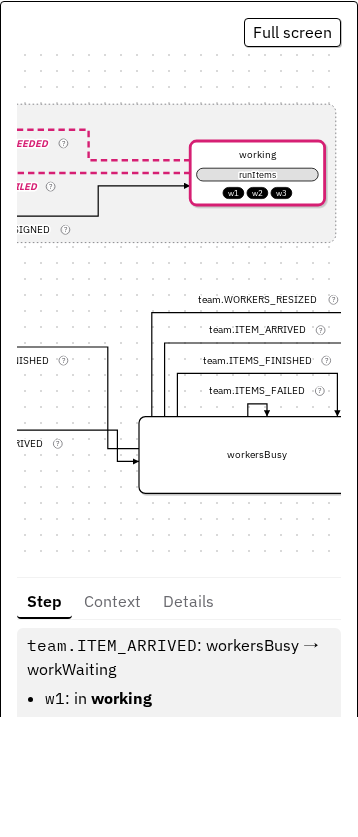 Full screen
EEDED ?
working
runItems
ILED ?
w1 w2 w3
SIGNED ?
team.WORKERS_RESIZED ?
team.ITEM_ARRIVED ?
ISHED ?
team.ITEMS_FINISHED ?
team.ITEMS_FAILED ?
RIVED ?
workersBusy
Step Context Details
team.ITEM_ARRIVED: workersBusy →
workWaiting
• w1: in working